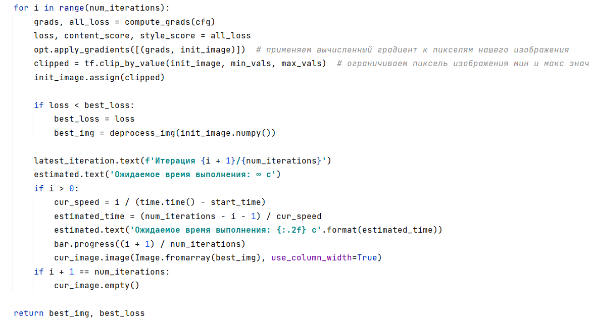 for i in range(num_iterations):
    grads, all_loss = compute_grads(cfg)
    loss, content_score, style_score = all_loss
    opt.apply_gradients([(grads, init_image)])  # применяем вычисленный градиент к пикселям нашего изображения
    clipped = tf.clip_by_value(init_image, min_vals, max_vals)  # ограничиваем пиксель изображения мин и макс знач
    init_image.assign(clipped)

    if loss < best_loss:
        best_loss = loss
        best_img = deprocess_img(init_image.numpy())

    latest_iteration.text(f'Итерация {i + 1}/{num_iterations}')
    estimated.text('Ожидаемое время выполнения: ∞ с')
    if i > 0:
        cur_speed = i / (time.time() - start_time)
        estimated_time = (num_iterations - i - 1) / cur_speed
        estimated.text('Ожидаемое время выполнения: {:.2f} с'.format(estimated_time))
        bar.progress((i + 1) / num_iterations)
        cur_image.image(Image.fromarray(best_img), use_column_width=True)
    if i + 1 == num_iterations:
        cur_image.empty()

return best_img, best_loss